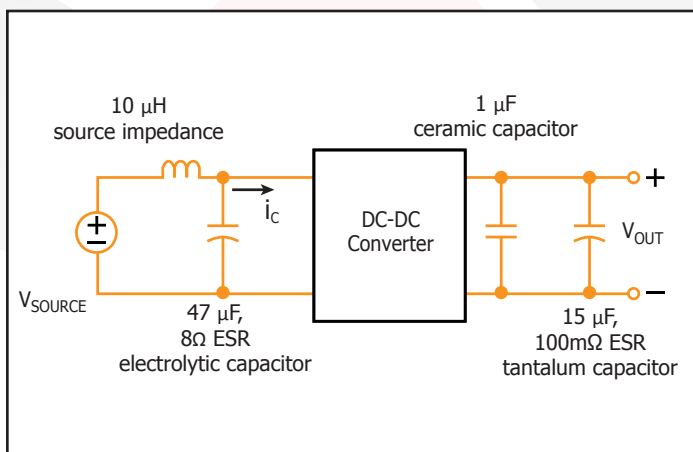 10 µH
source impedance
1 µF
ceramic capacitor
+
i_C
DC-DC
Converter
+
−
V_OUT
V_SOURCE
−
47 µF,
8Ω ESR
electrolytic capacitor
15 µF,
100mΩ ESR
tantalum capacitor